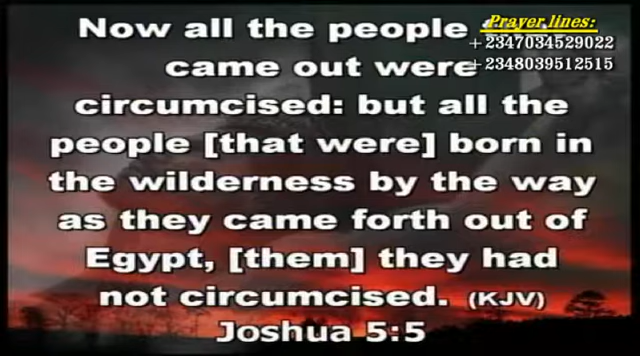 Now all the people
Prayer lines:
+2347034529022
came out were
+2348039512515
circumcised: but all the
people [that were] born in
the wilderness by the way
as they came forth out of
Egypt, [them] they had
not circumcised. (KJV)
Joshua 5:5